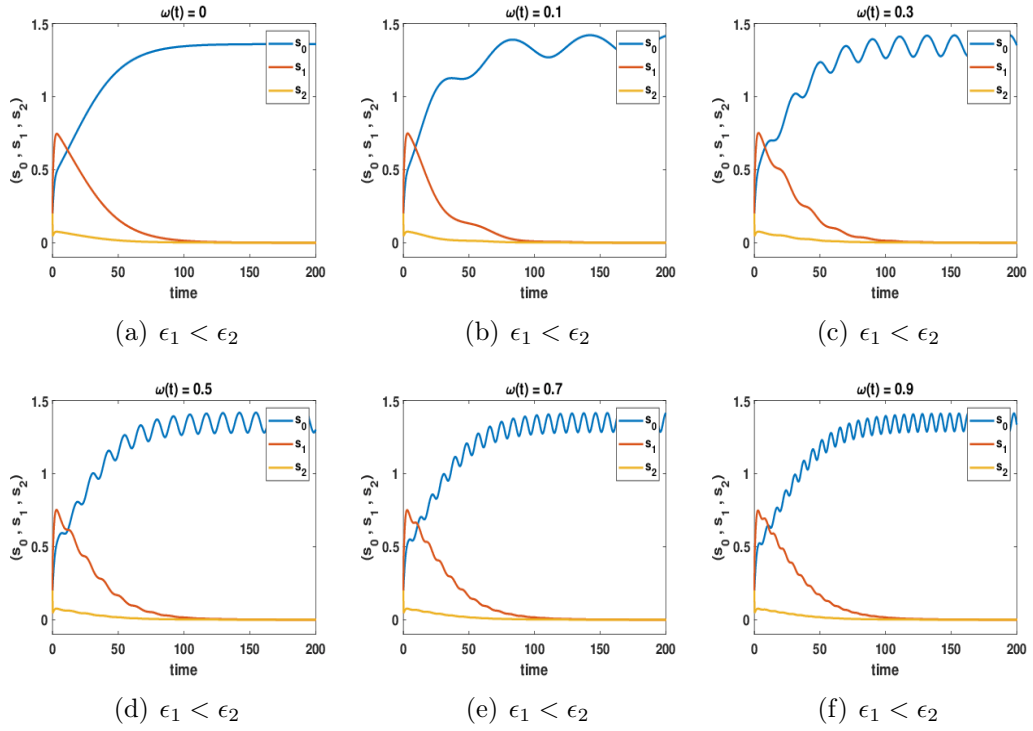 ω(t) = 0
1.5
1
0.5
0
(s₀ , s₁ , s₂)
s₀
s₁
s₂
0 50 100 150 200
time
(a) ϵ₁ < ϵ₂
ω(t) = 0.1
1.5
1
0.5
0
(s₀ , s₁ , s₂)
s₀
s₁
s₂
0 50 100 150 200
time
(b) ϵ₁ < ϵ₂
ω(t) = 0.3
1.5
1
0.5
0
(s₀ , s₁ , s₂)
s₀
s₁
s₂
0 50 100 150 200
time
(c) ϵ₁ < ϵ₂
ω(t) = 0.5
1.5
1
0.5
0
(s₀ , s₁ , s₂)
s₀
s₁
s₂
0 50 100 150 200
time
(d) ϵ₁ < ϵ₂
ω(t) = 0.7
1.5
1
0.5
0
(s₀ , s₁ , s₂)
s₀
s₁
s₂
0 50 100 150 200
time
(e) ϵ₁ < ϵ₂
ω(t) = 0.9
1.5
1
0.5
0
(s₀ , s₁ , s₂)
s₀
s₁
s₂
0 50 100 150 200
time
(f) ϵ₁ < ϵ₂